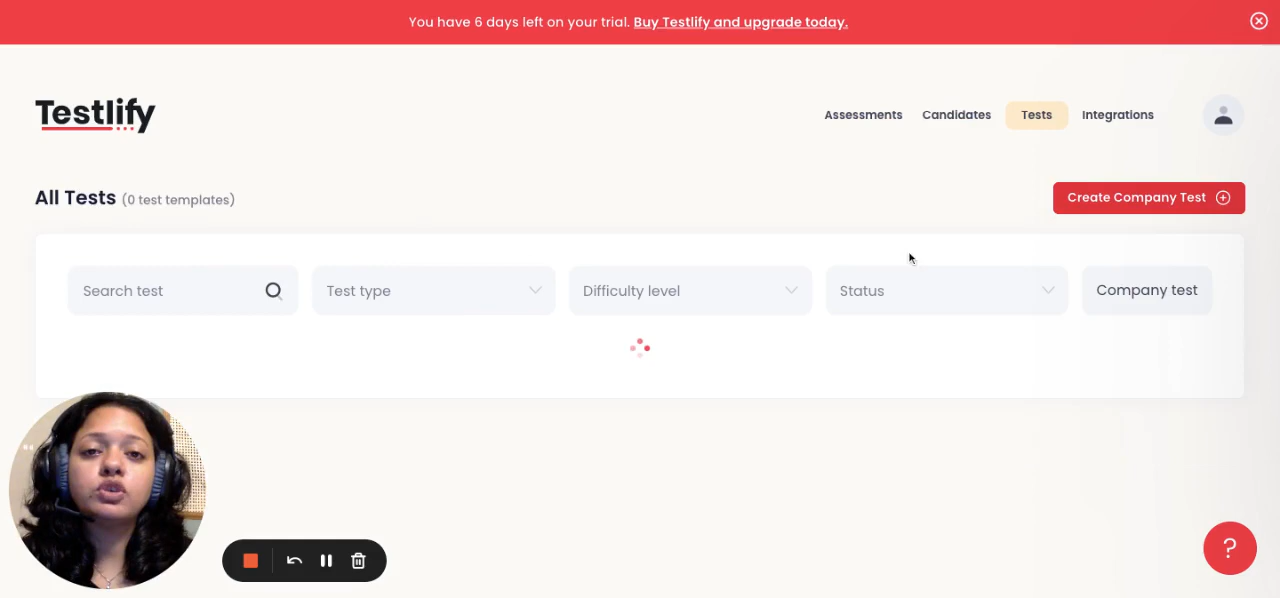 You have 6 days left on your trial. Buy Testlify and upgrade today.
Testlify
Assessments Candidates Tests Integrations
All Tests (0 test templates)
Create Company Test
Search test Test type Difficulty level Status Company test
?